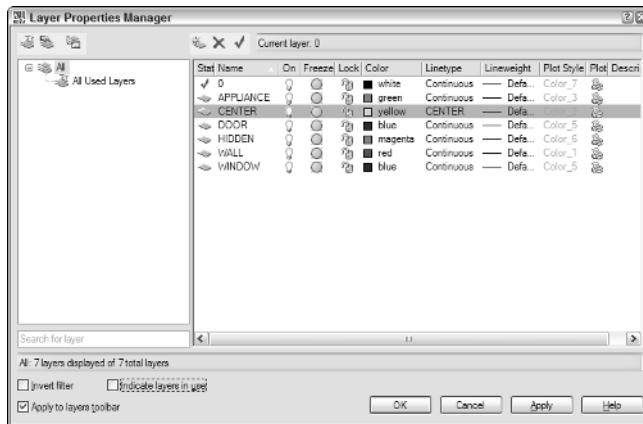 Layer Properties Manager
Current layer: 0
All
All Used Layers
Stat Name On Freeze Lock Color Linetype Lineweight Plot Style Plot Descri
0 white Continuous Defa... Color_7
APPLIANCE green Continuous Defa... Color_3
CENTER yellow CENTER Defa...
DOOR blue Continuous Defa... Color_5
HIDDEN magenta Continuous Defa... Color_6
WALL red Continuous Defa... Color_1
WINDOW blue Continuous Defa... Color_5
Search for layer
All: 7 layers displayed of 7 total layers
Invert filter
Indicate layers in use
Apply to layers toolbar
OK
Cancel
Apply
Help